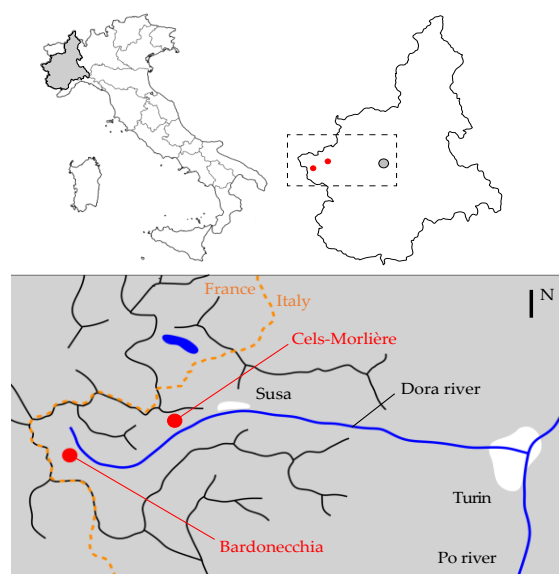 France
Italy
N
Cels-Morlière
Susa
Dora river
Turin
Bardonecchia
Po river